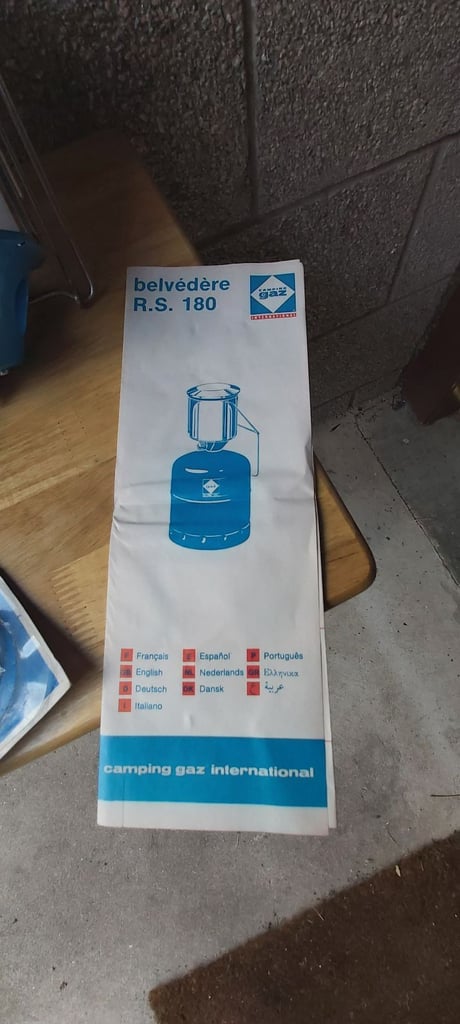 belvédère
R.S. 180
CAMPING
gaz
INTERNATIONAL
GAZ
F Français
GB English
D Deutsch
I Italiano
E Español
NL Nederlands
DK Dansk
P Português
GR Ελληνικα
ع عربية
camping gaz international